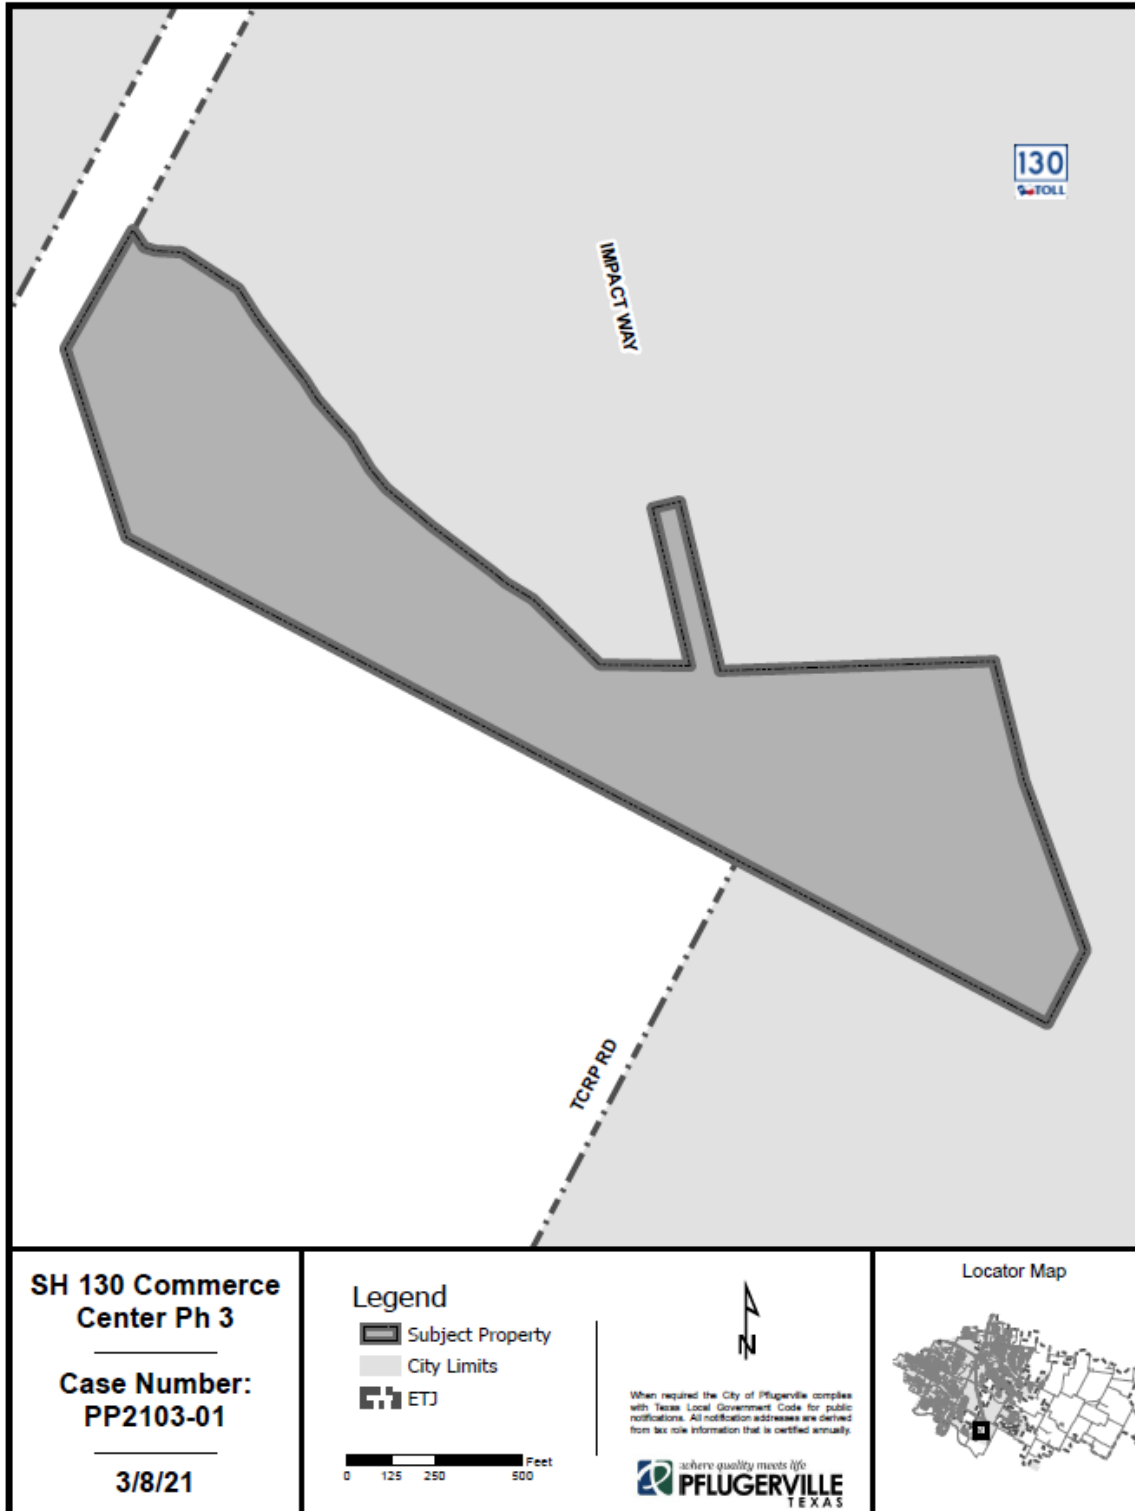 130
TOLL
IMPACT WAY
TCRP RD
SH 130 Commerce
Center Ph 3
Case Number:
PP2103-01
3/8/21
Legend
Subject Property
City Limits
ETJ
Feet
0 125 250 500
N
When required the City of Pflugerville complies
with Texas Local Government Code for public
notifications. All notification addresses are derived
from tax role information that is certified annually.
where quality meets life
PFLUGERVILLE
TEXAS
Locator Map